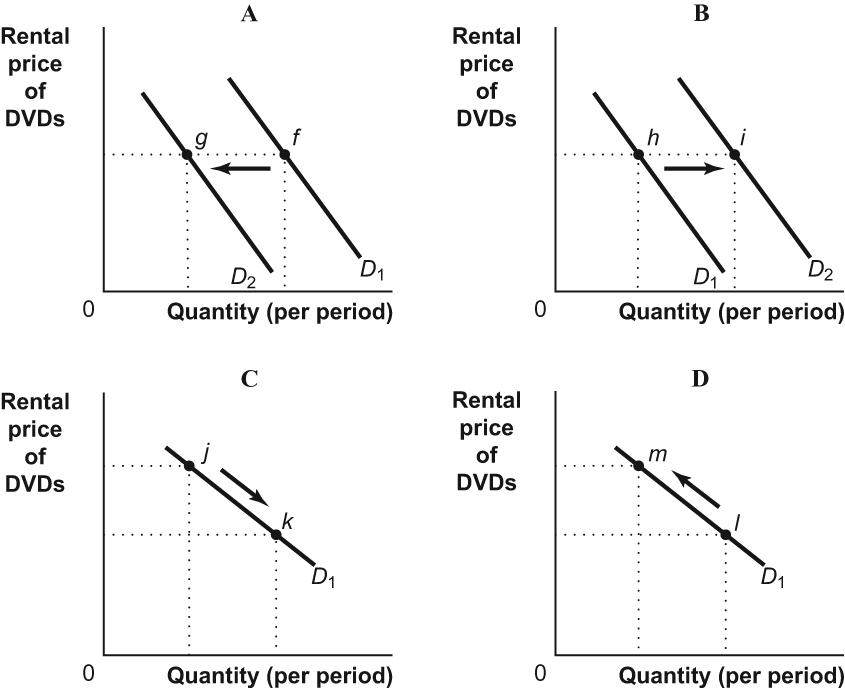 A
Rental
price
of
DVDs
g
f
D2
D1
0
Quantity (per period)
B
Rental
price
of
DVDs
h
i
D1
D2
0
Quantity (per period)
C
Rental
price
of
DVDs
j
k
D1
0
Quantity (per period)
D
Rental
price
of
DVDs
m
l
D1
0
Quantity (per period)